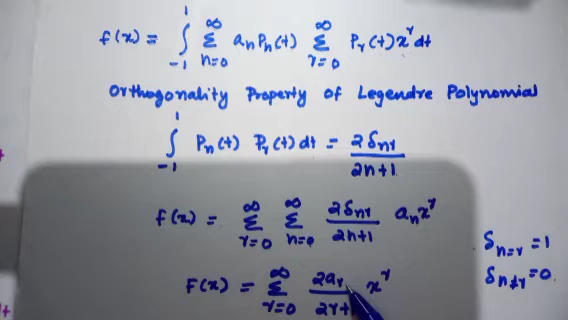 f(x) = ∫_{-1}^{1} Σ_{n=0}^{∞} a_n P_n(t) Σ_{r=0}^{∞} P_r(t) x^r dt
Orthogonality Property of Legendre Polynomial
∫_{-1}^{1} P_n(t) P_r(t) dt = 2δ_{nr} / 2n+1
f(x) = Σ_{r=0}^{∞} Σ_{n=0}^{∞} 2δ_{nr} / 2n+1 a_n x^r
δ_{n=r} = 1
δ_{n≠r} = 0
F(x) = Σ_{r=0}^{∞} 2a_r / 2r+ x^r